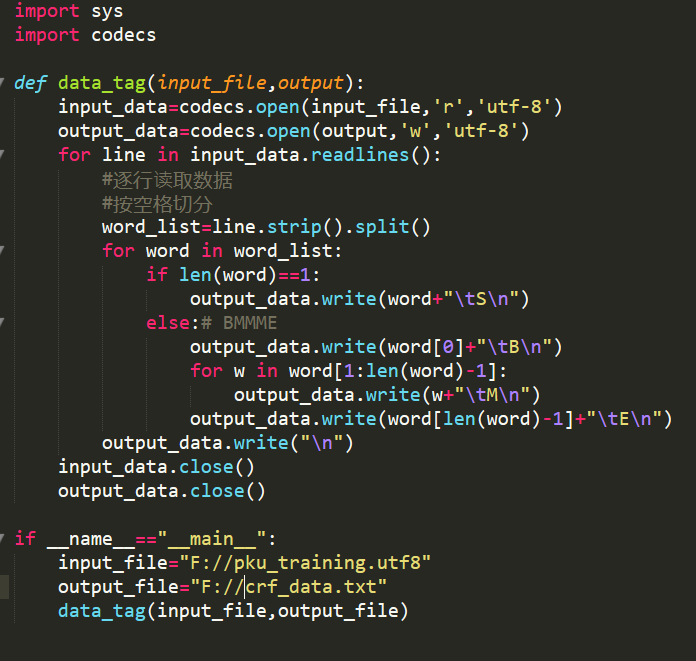 import sys
import codecs
def data_tag(input_file,output):
    input_data=codecs.open(input_file,'r','utf-8')
    output_data=codecs.open(output,'w','utf-8')
    for line in input_data.readlines():
        #逐行读取数据
        #按空格切分
        word_list=line.strip().split()
        for word in word_list:
            if len(word)==1:
                output_data.write(word+"\tS\n")
            else:# BMMME
                output_data.write(word[0]+"\tB\n")
                for w in word[1:len(word)-1]:
                    output_data.write(w+"\tM\n")
                output_data.write(word[len(word)-1]+"\tE\n")
        output_data.write("\n")
    input_data.close()
    output_data.close()
if __name__=="__main__":
    input_file="F://pku_training.utf8"
    output_file="F://crf_data.txt"
    data_tag(input_file,output_file)